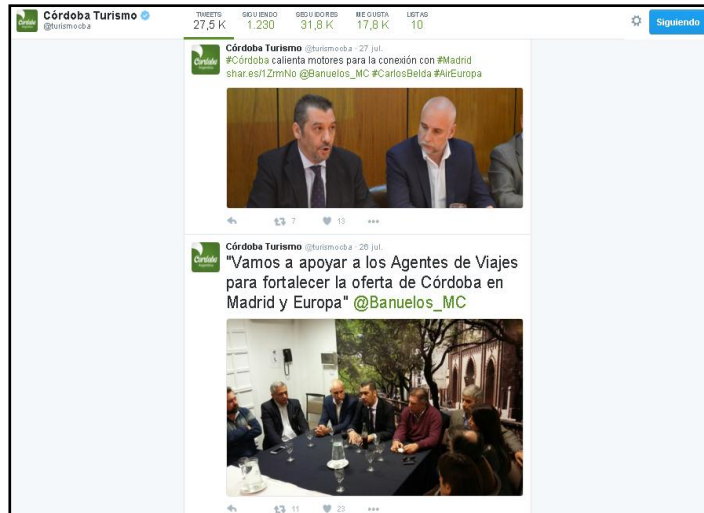 Córdoba Turismo
@turismocba
TWEETS
27,5 K
SIGUIENDO
1.230
SEGUIDORES
31,8 K
ME GUSTA
17,8 K
LISTAS
10
Siguiendo
Córdoba Turismo @turismocba · 27 jul.
#Córdoba calienta motores para la conexión con #Madrid
shar.es/1ZrmNo @Banuelos_MC #CarlosBelda #AirEuropa
Córdoba
7
13
Córdoba Turismo @turismocba · 26 jul.
"Vamos a apoyar a los Agentes de Viajes
para fortalecer la oferta de Córdoba en
Madrid y Europa" @Banuelos_MC
Córdoba
11
23